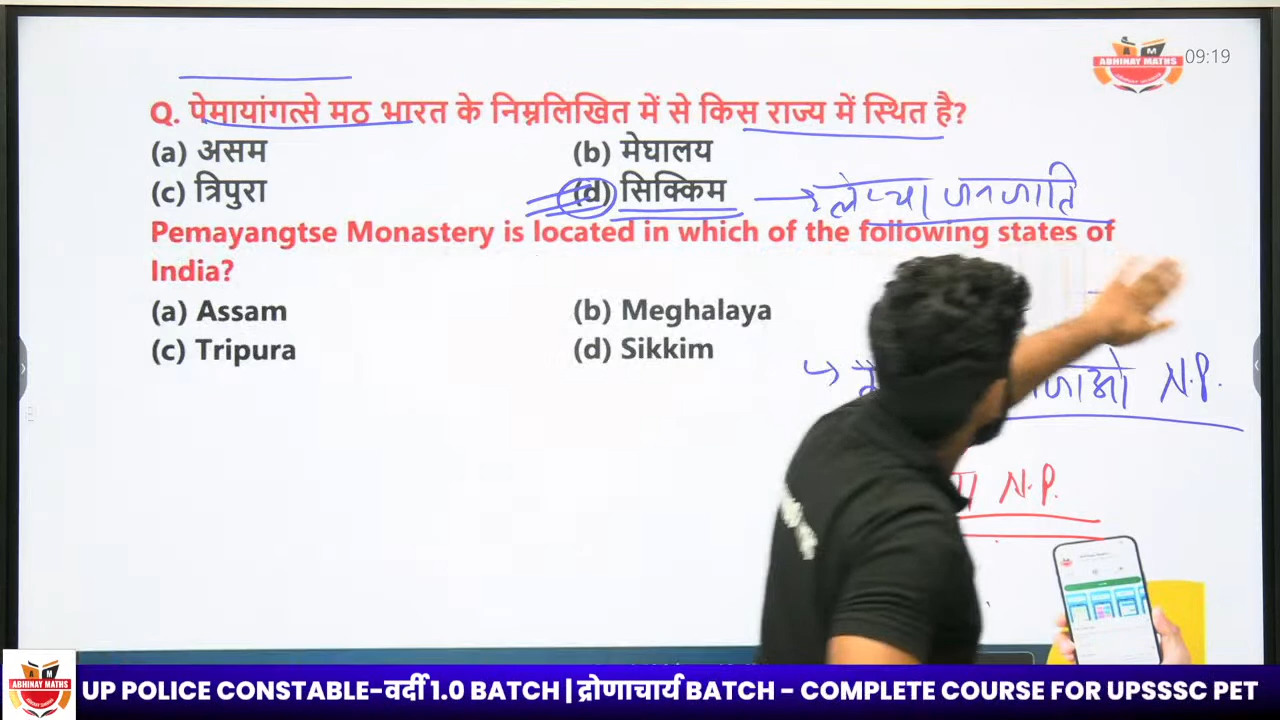 ABHINAY MATHS
09:19
Q. पेमायांगत्से मठ भारत के निम्नलिखित में से किस राज्य में स्थित है?
(a) असम (b) मेघालय
(c) त्रिपुरा (d) सिक्किम → लेप्चा जनजाति
Pemayangtse Monastery is located in which of the following states of
India?
(a) Assam (b) Meghalaya
(c) Tripura (d) Sikkim
N.P.
N.P.
ABHINAY MATHS
UP POLICE CONSTABLE-वर्दी 1.0 BATCH | द्रोणाचार्य BATCH - COMPLETE COURSE FOR UPSSSC PET